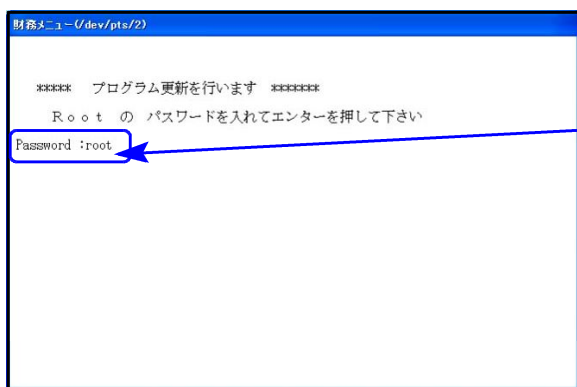 財務メニュー(/dev/pts/2)
***** プログラム更新を行います *******
Ｒｏｏｔ の パスワードを入れてエンターを押して下さい
Password :root